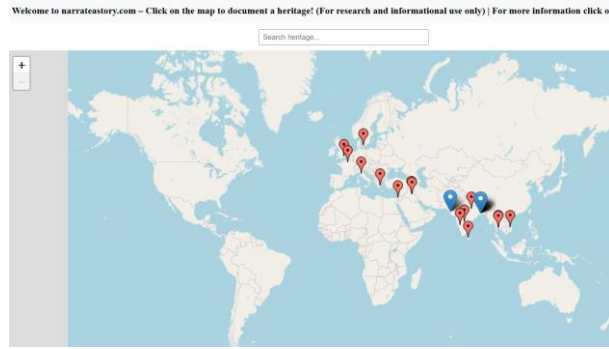 Welcome to narrateastory.com – Click on the map to document a heritage! (For research and informational use only) | For more information click o
Search heritage...
+
−